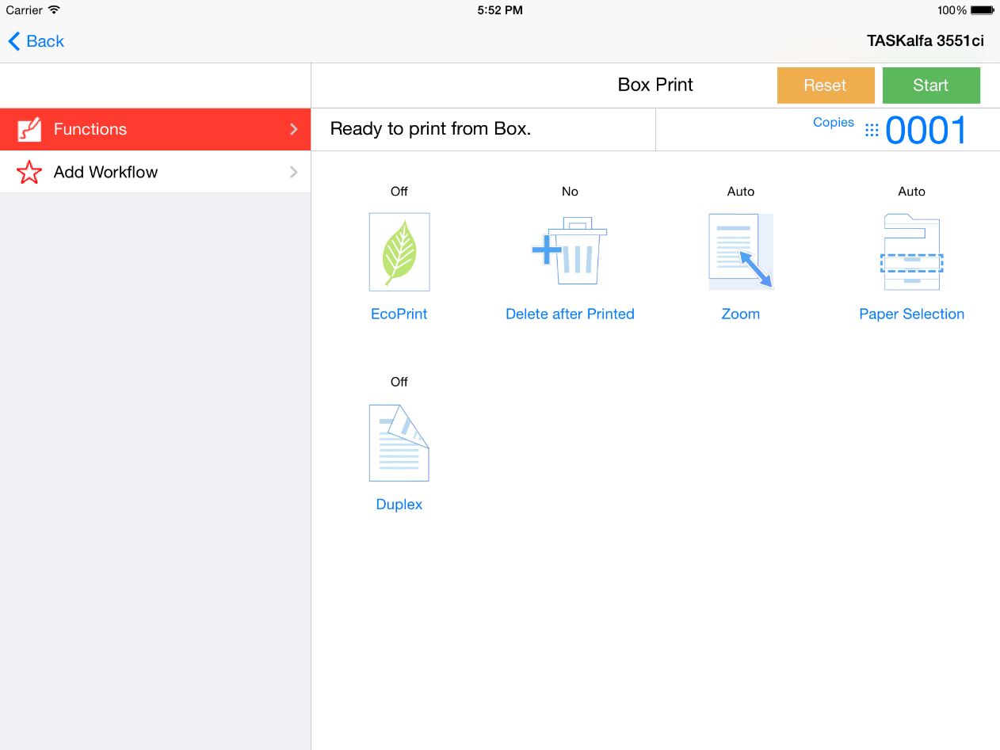 Carrier 5:52 PM 100%
Back TASKalfa 3551ci
Box Print Reset Start
Functions
Ready to print from Box.
Copies 0001
Add Workflow
Off No Auto Auto
EcoPrint Delete after Printed Zoom Paper Selection
Off
Duplex